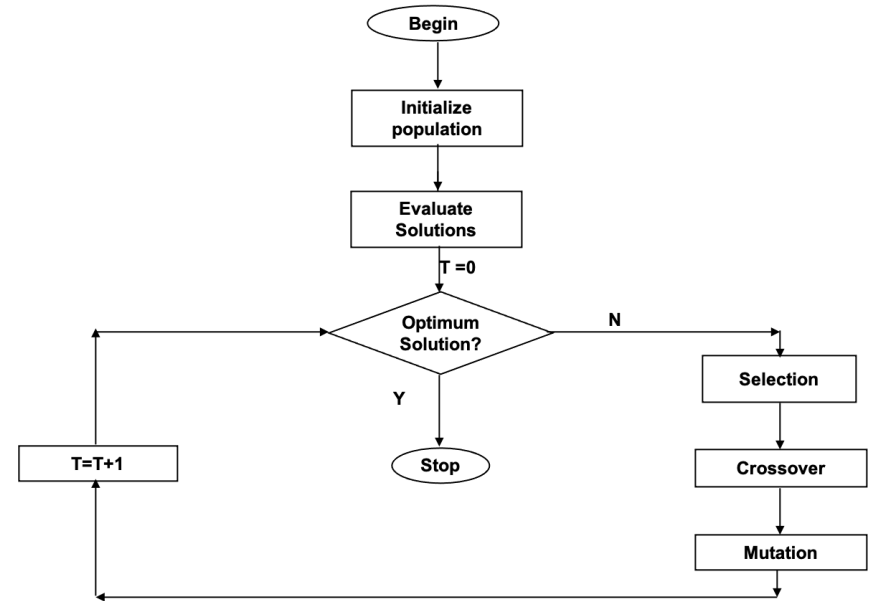 Begin
Initialize
population
Evaluate
Solutions
T =0
Optimum
Solution?
N
Selection
Y
Stop
T=T+1
Crossover
Mutation